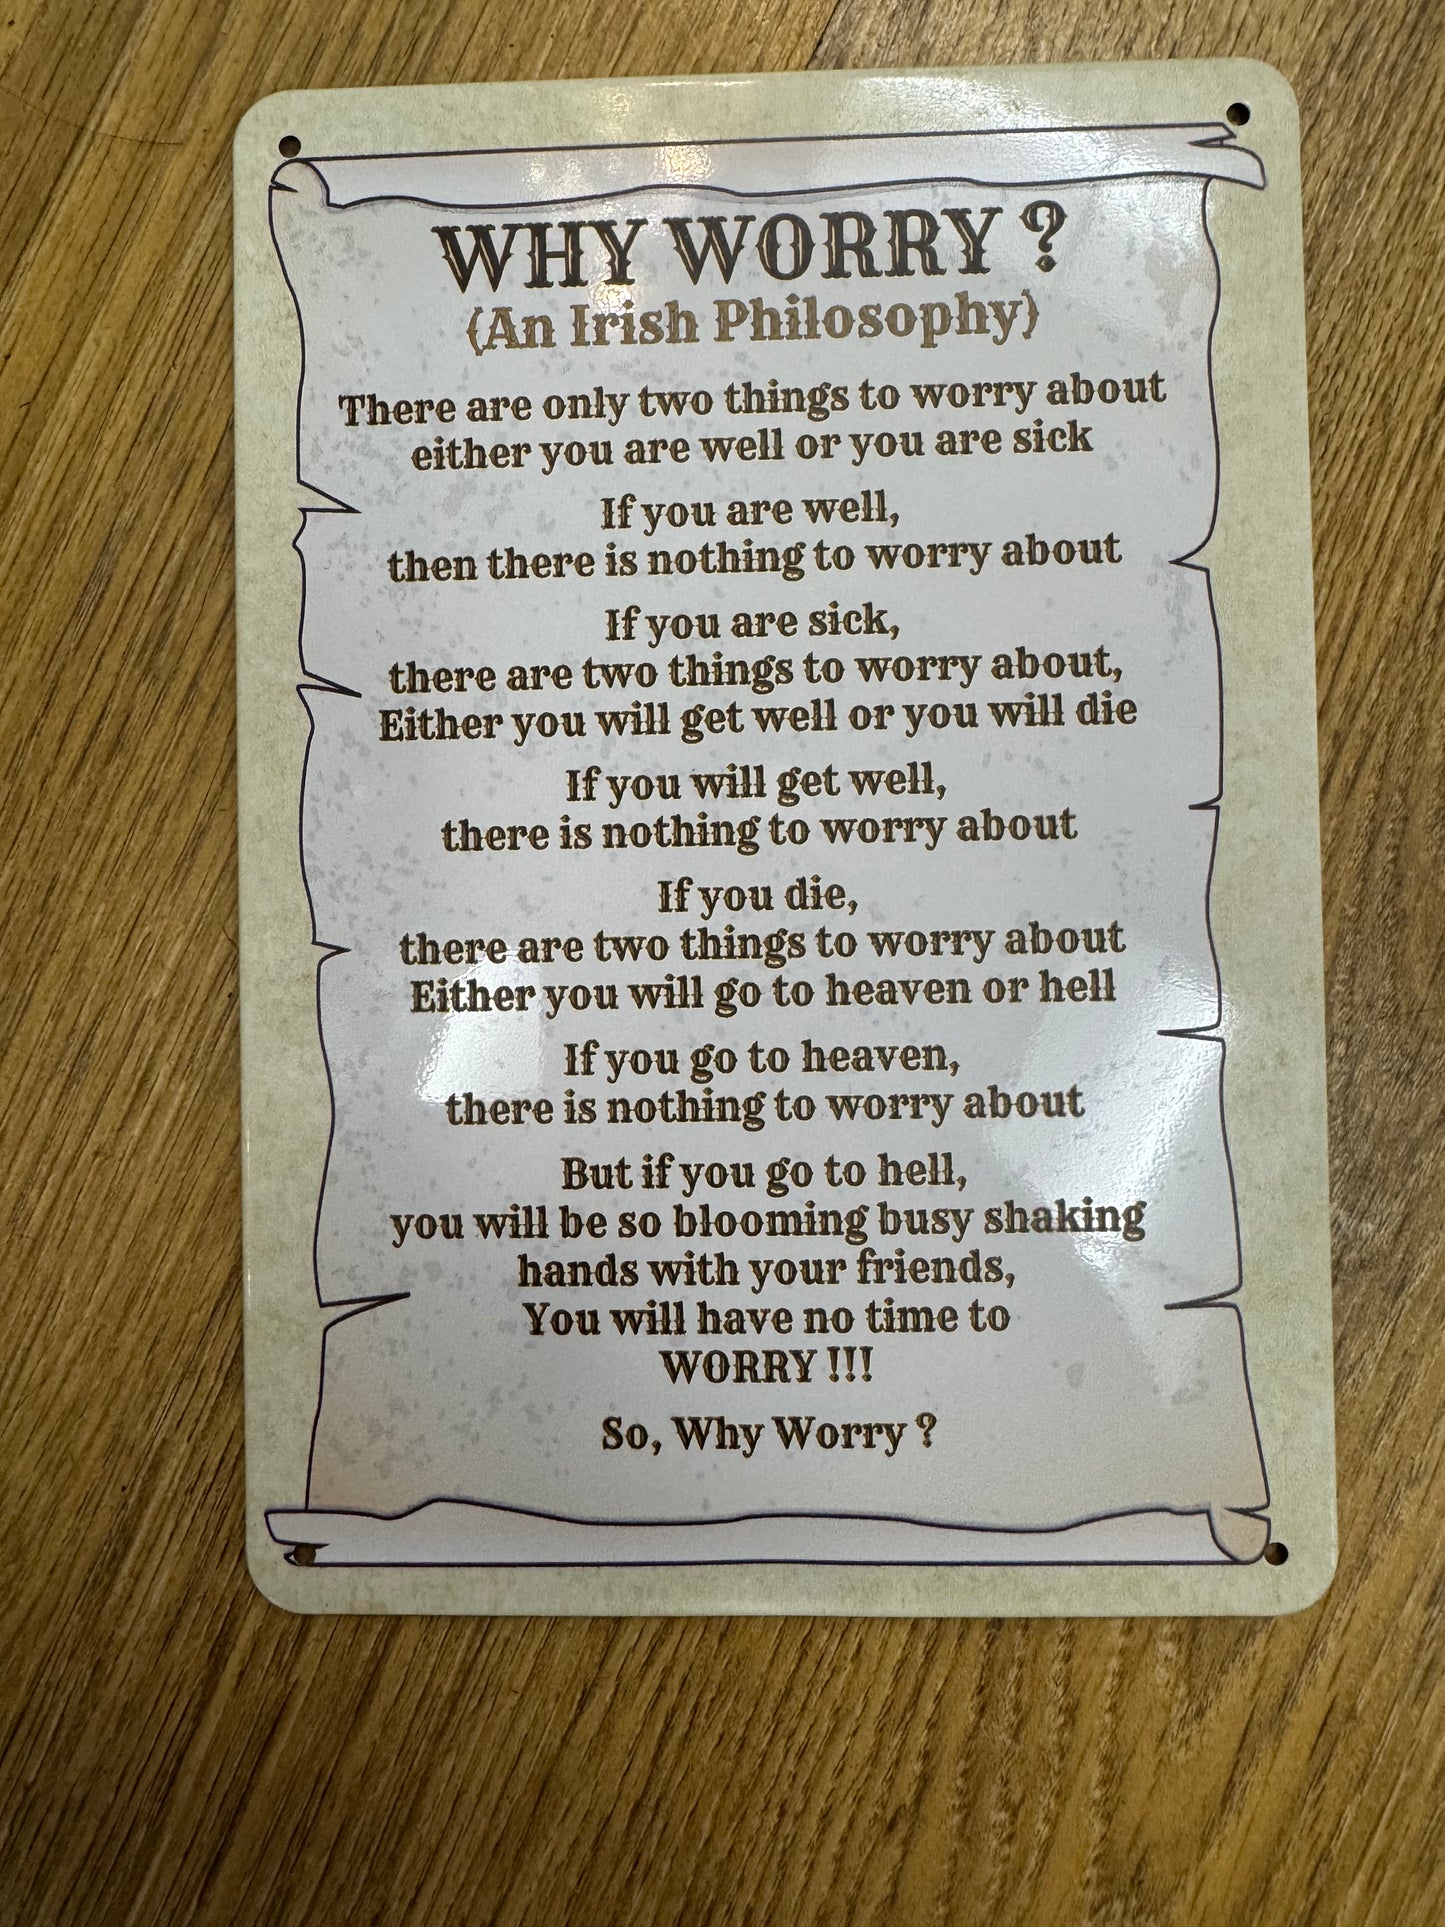 WHY WORRY ?
(An Irish Philosophy)
There are only two things to worry about
either you are well or you are sick
If you are well,
then there is nothing to worry about
If you are sick,
there are two things to worry about,
Either you will get well or you will die
If you will get well,
there is nothing to worry about
If you die,
there are two things to worry about
Either you will go to heaven or hell
If you go to heaven,
there is nothing to worry about
But if you go to hell,
you will be so blooming busy shaking
hands with your friends,
You will have no time to
WORRY !!!
So, Why Worry ?